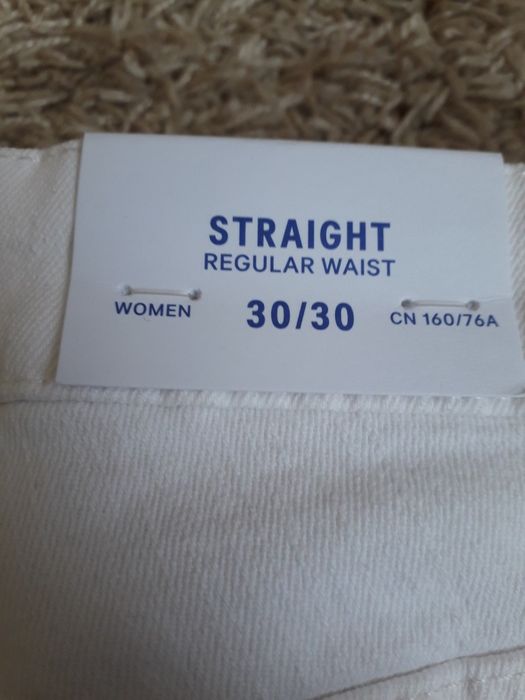 STRAIGHT
REGULAR WAIST
WOMEN 30/30 CN 160/76A